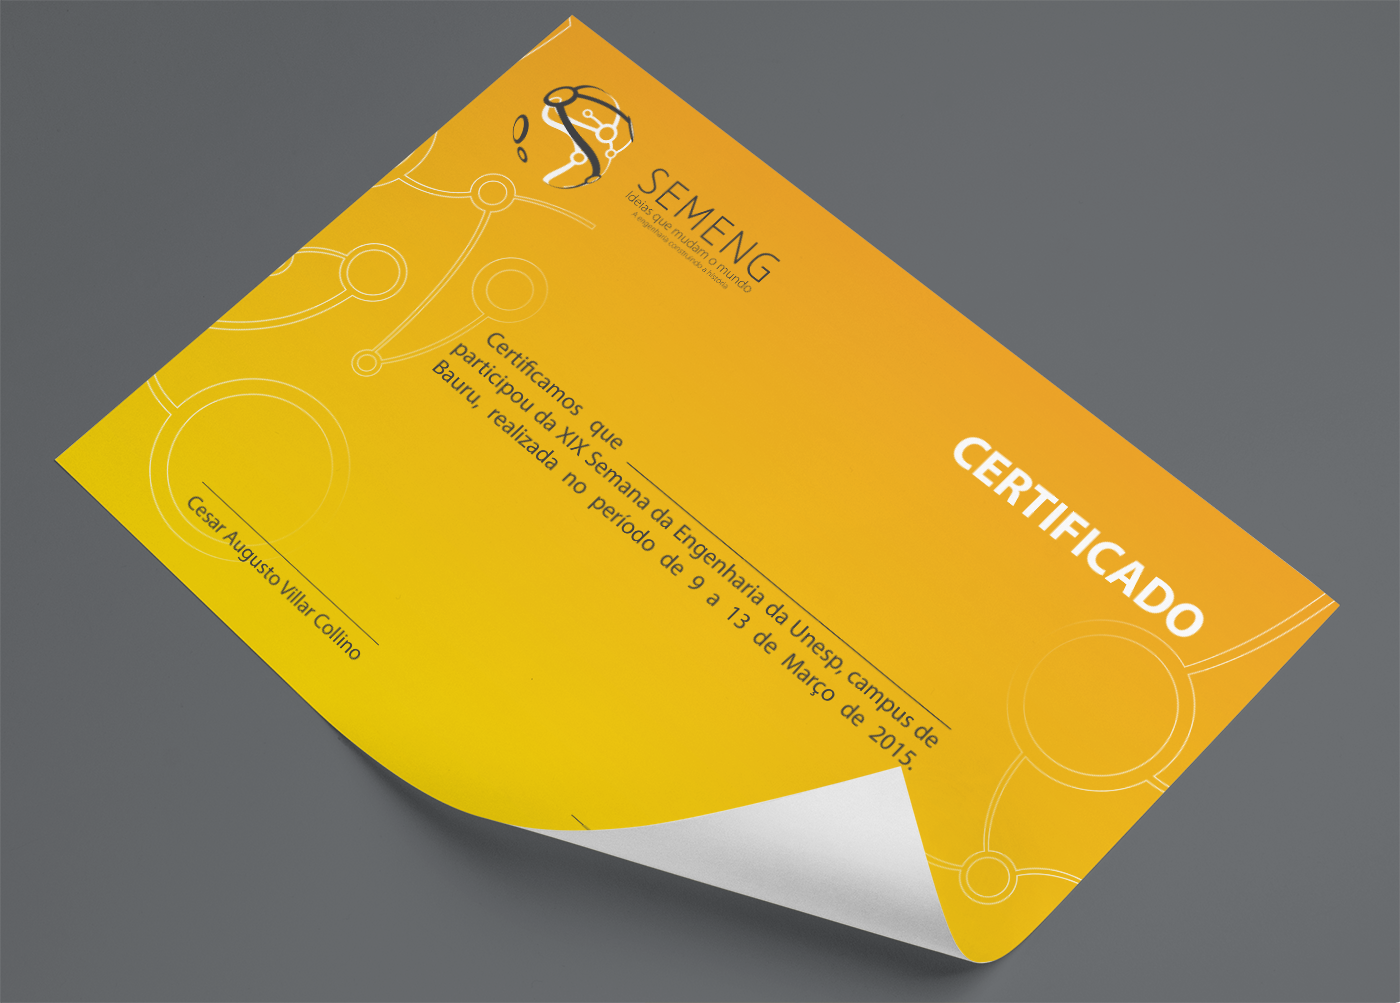 SEMENG
Ideias que mudam o mundo
A engenharia construindo a história
CERTIFICADO
Certificamos que
participou da XIX Semana da Engenharia da Unesp, campus de
Bauru, realizada no período de 9 a 13 de Março de 2015.
Cesar Augusto Villar Collino